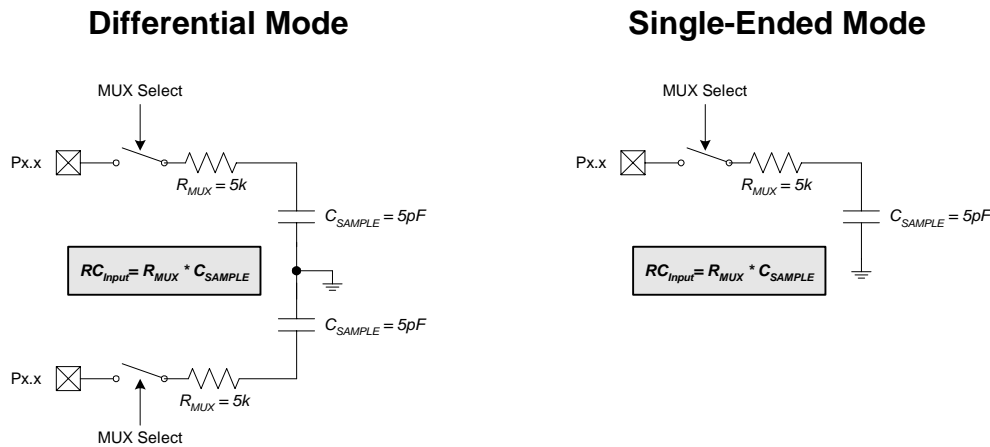 Differential Mode
MUX Select
Px.x
R_MUX = 5k
C_SAMPLE = 5pF
RC_Input= R_MUX * C_SAMPLE
C_SAMPLE = 5pF
Px.x
R_MUX = 5k
MUX Select
Single-Ended Mode
MUX Select
Px.x
R_MUX = 5k
C_SAMPLE = 5pF
RC_Input= R_MUX * C_SAMPLE